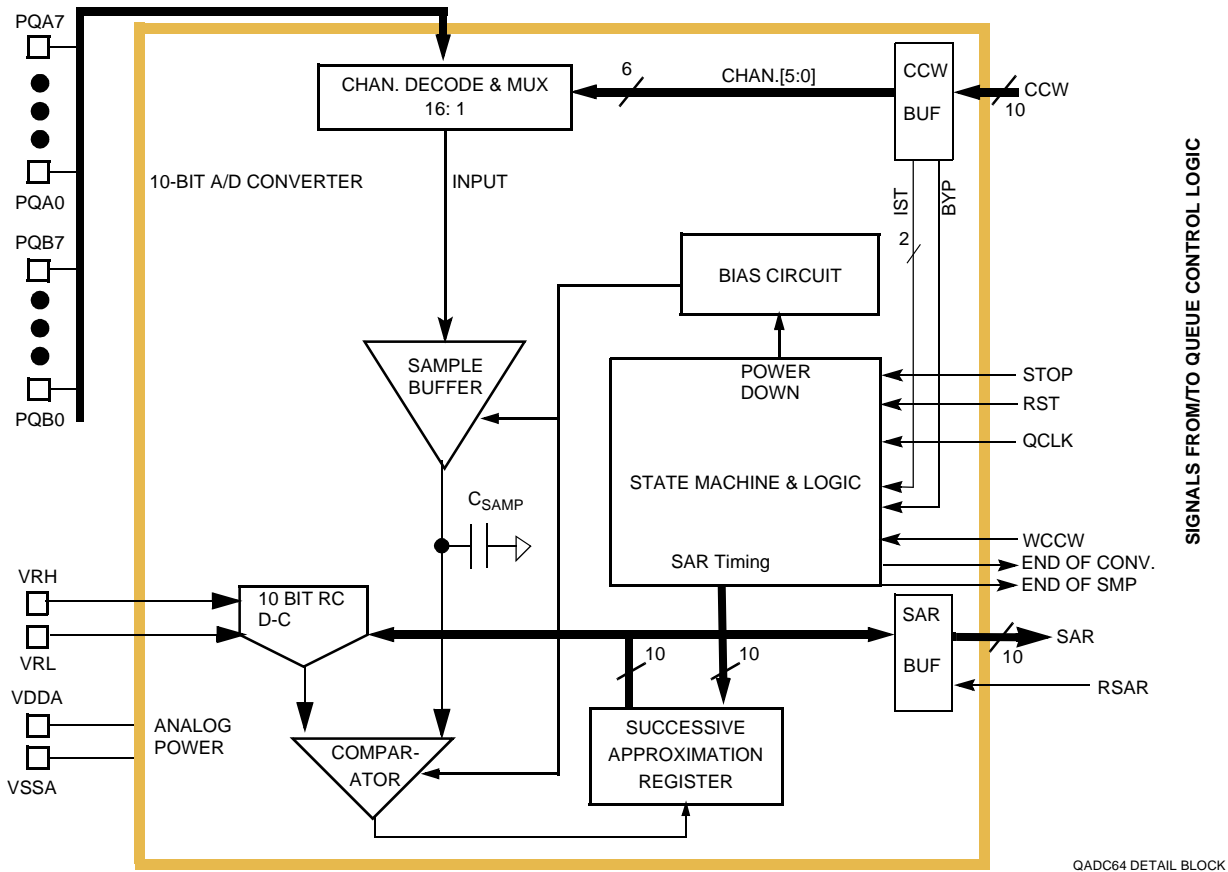 PQA7
PQA0
PQB7
PQB0
CHAN. DECODE & MUX
16: 1
6
CHAN.[5:0]
CCW
BUF
CCW
10
10-BIT A/D CONVERTER
INPUT
IST
BYP
2
BIAS CIRCUIT
SAMPLE
BUFFER
POWER
DOWN
STATE MACHINE & LOGIC
SAR Timing
STOP
RST
QCLK
WCCW
END OF CONV.
END OF SMP
CSAMP
VRH
VRL
10 BIT RC
D-C
10
10
SAR
BUF
SAR
10
RSAR
VDDA
VSSA
ANALOG
POWER
COMPAR-
ATOR
SUCCESSIVE
APPROXIMATION
REGISTER
SIGNALS FROM/TO QUEUE CONTROL LOGIC
QADC64 DETAIL BLOCK